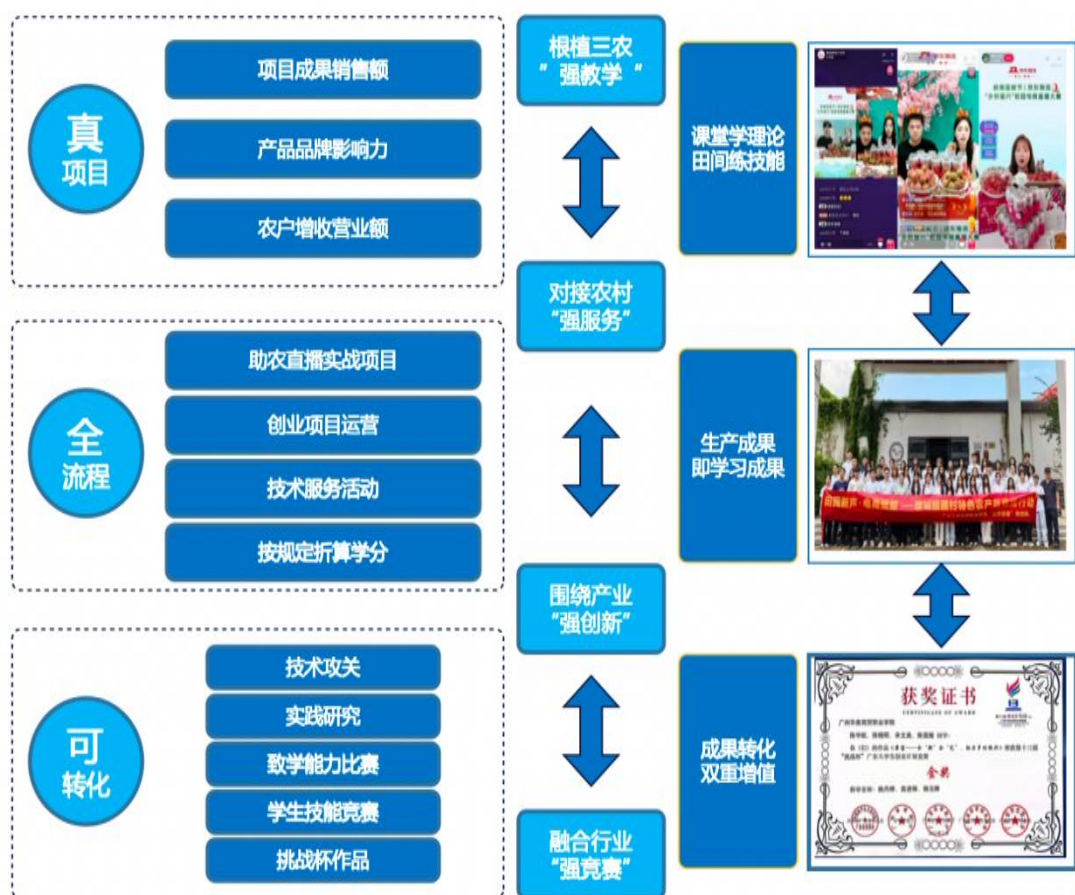 真
项目
项目成果销售额
产品品牌影响力
农户增收营业额
全
流程
助农直播实战项目
创业项目运营
技术服务活动
按规定折算学分
可
转化
技术攻关
实践研究
致学能力比赛
学生技能竞赛
挑战杯作品
根植三农
"强教学"
对接农村
"强服务"
围绕产业
"强创新"
融合行业
"强竞赛"
课堂学理论
田间练技能
生产成果
即学习成果
成果转化
双重增值
获奖证书
CERTIFICATE OF AWARD
金奖